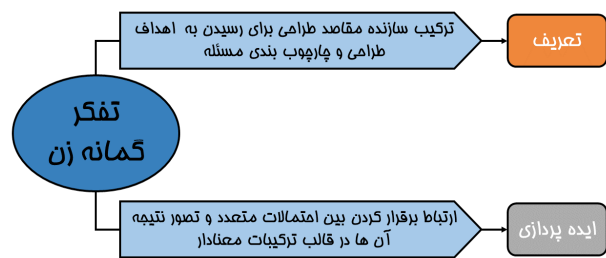 ترکیب سازنده مقاصد طراحی برای رسیدن به اهداف
طراحی و چارچوب بندی مسئله
تعریف
تفکر
گمانه زن
ارتباط برقرار کردن بین احتمالات متعدد و تصور نتیجه
آن ها در قالب ترکیبات معنادار
ایده پردازی